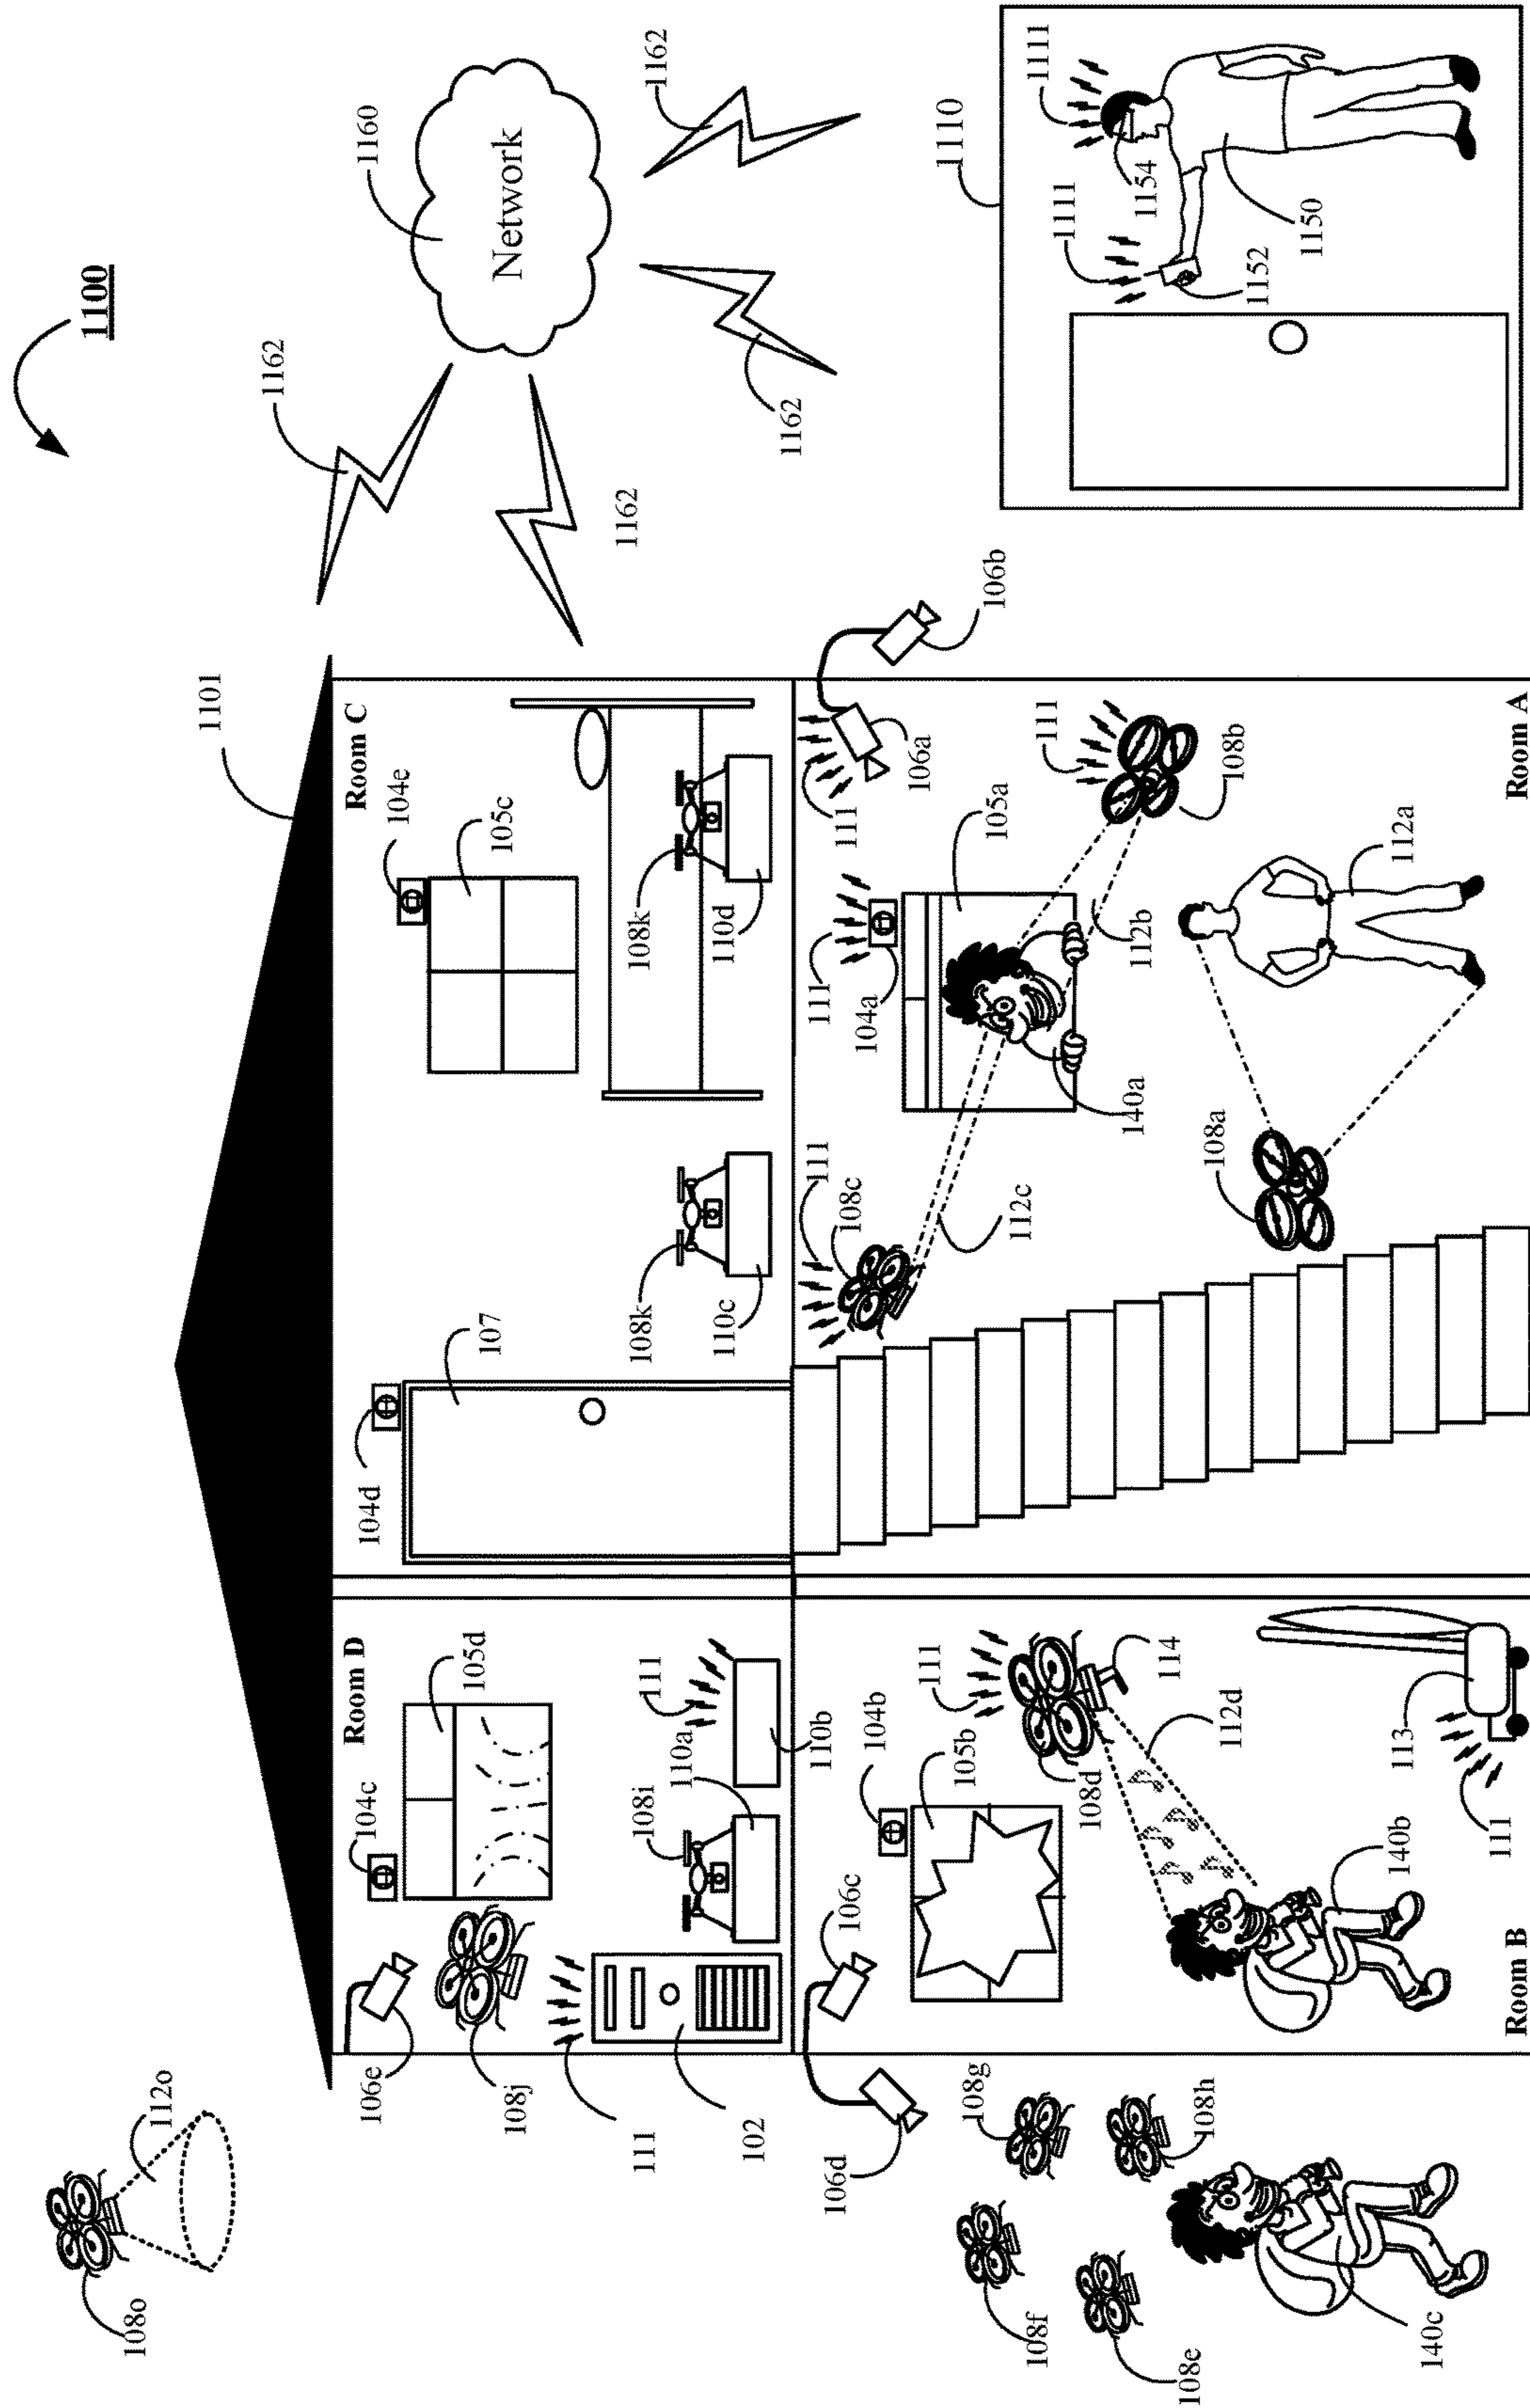 1100
1101
1160
Network
1162
1162
1162
1162
108o
112o
Room D
104c
105d
106e
108j
111
102
108i
110a
111
110b
Room C
104d
107
104e
105c
108k
110c
108k
110d
Room B
106c
106d
104b
105b
111
108d
114
112d
140b
113
111
108g
108h
108f
108e
140c
Room A
111
108c
112c
111
104a
105a
140a
111
106a
106b
111
108b
112b
108a
112a
1110
1111
1111
1152
1154
1150